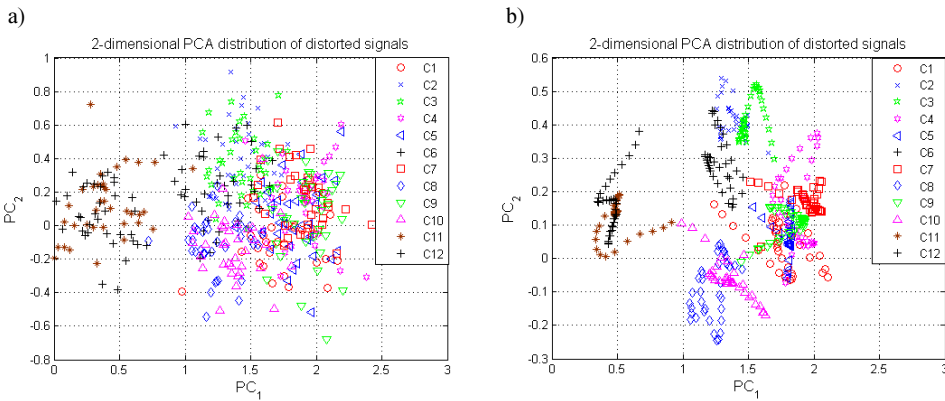 a)
2-dimensional PCA distribution of distorted signals
1
0.8
0.6
0.4
0.2
0
-0.2
-0.4
-0.6
-0.8
PC2
0
0.5
1
1.5
2
2.5
3
PC1
C1
C2
C3
C4
C5
C6
C7
C8
C9
C10
C11
C12
b)
2-dimensional PCA distribution of distorted signals
0.6
0.5
0.4
0.3
0.2
0.1
0
-0.1
-0.2
-0.3
PC2
0
0.5
1
1.5
2
2.5
3
PC1
C1
C2
C3
C4
C5
C6
C7
C8
C9
C10
C11
C12